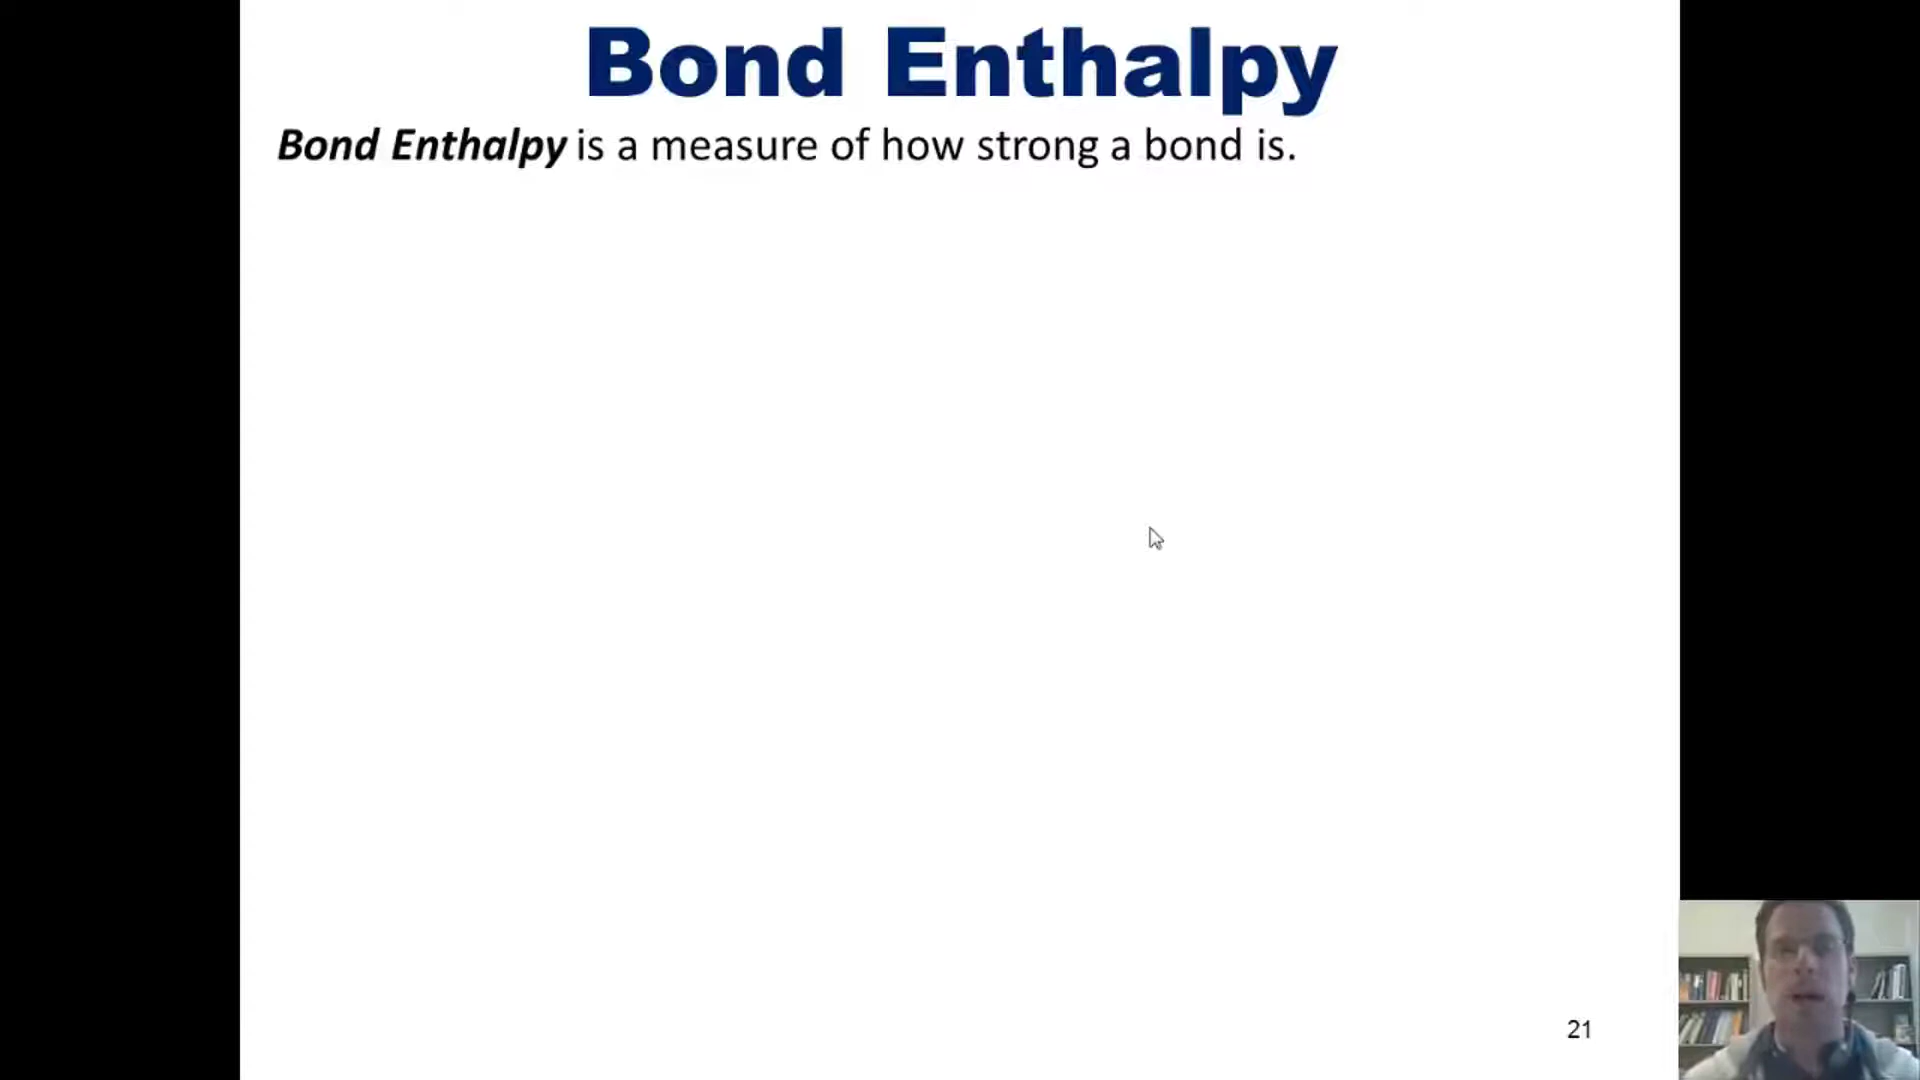 Bond Enthalpy
Bond Enthalpy is a measure of how strong a bond is.
21